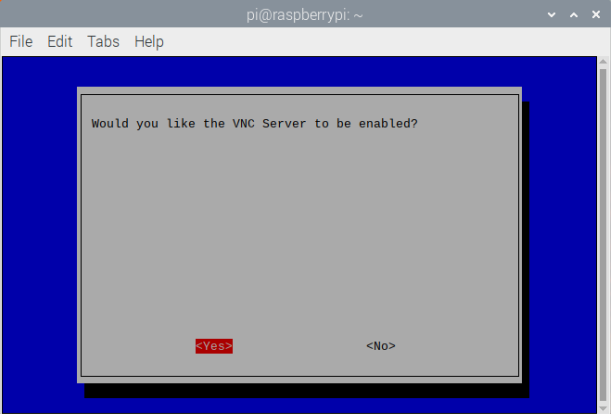 pi@raspberrypi: ~
File Edit Tabs Help
Would you like the VNC Server to be enabled?
<Yes> <No>